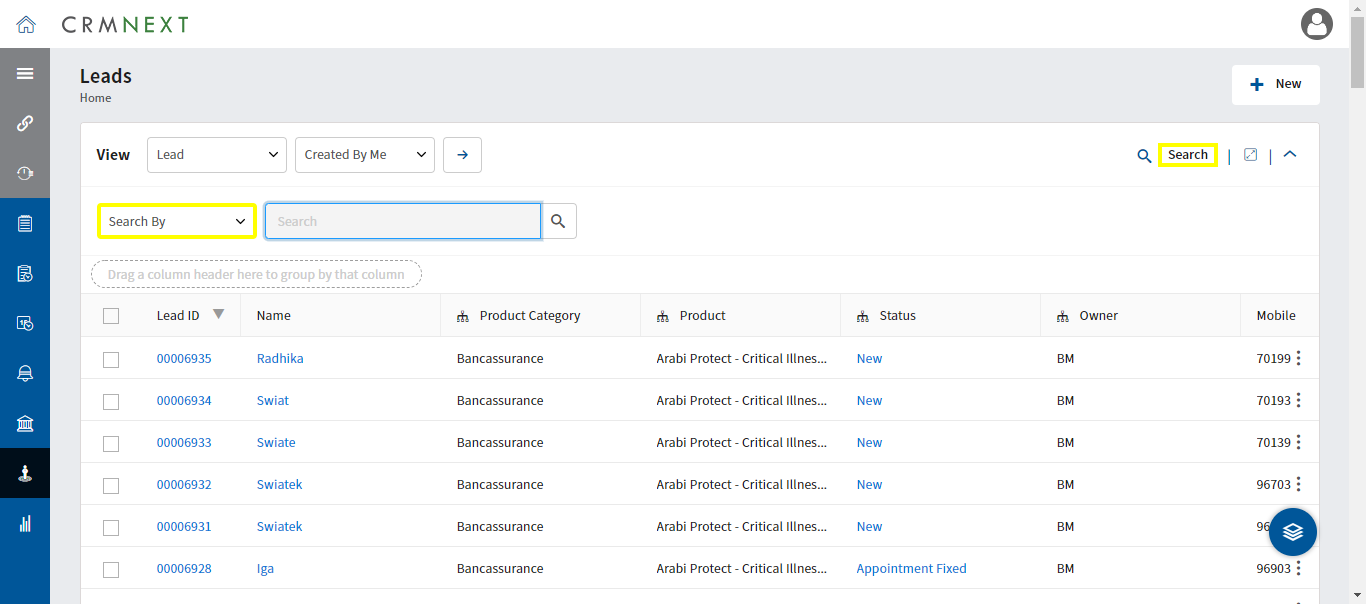 CRMNEXT
Leads
Home
New
View Lead Created By Me Search | |
Search By Search
Drag a column header here to group by that column
Lead ID Name Product Category Product Status Owner Mobile
00006935 Radhika Bancassurance Arabi Protect - Critical Illnes... New BM 70199
00006934 Swiat Bancassurance Arabi Protect - Critical Illnes... New BM 70193
00006933 Swiate Bancassurance Arabi Protect - Critical Illnes... New BM 70139
00006932 Swiatek Bancassurance Arabi Protect - Critical Illnes... New BM 96703
00006931 Swiatek Bancassurance Arabi Protect - Critical Illnes... New BM
00006928 Iga Bancassurance Arabi Protect - Critical Illnes... Appointment Fixed BM 96903